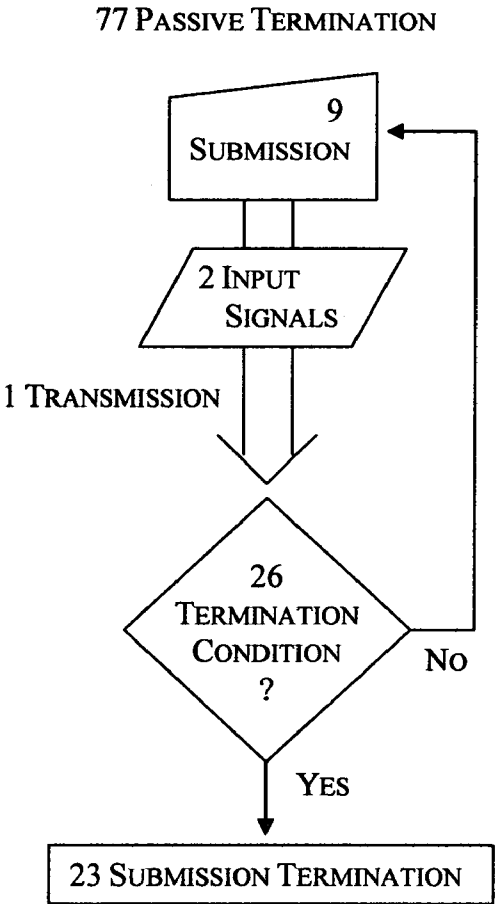 77 PASSIVE TERMINATION
9
SUBMISSION
2 INPUT
SIGNALS
1 TRANSMISSION
26
TERMINATION
CONDITION
?
NO
YES
23 SUBMISSION TERMINATION